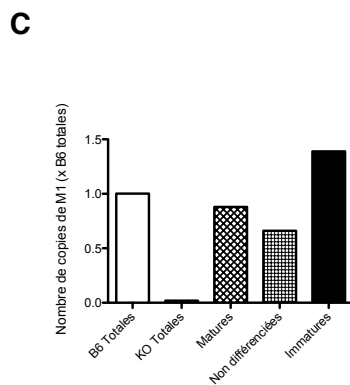 C
Nombre de copies de M1 (x B6 totales)
1.5
1.0
0.5
0.0
B6 Totales
KO Totales
Matures
Non différenciées
Immatures